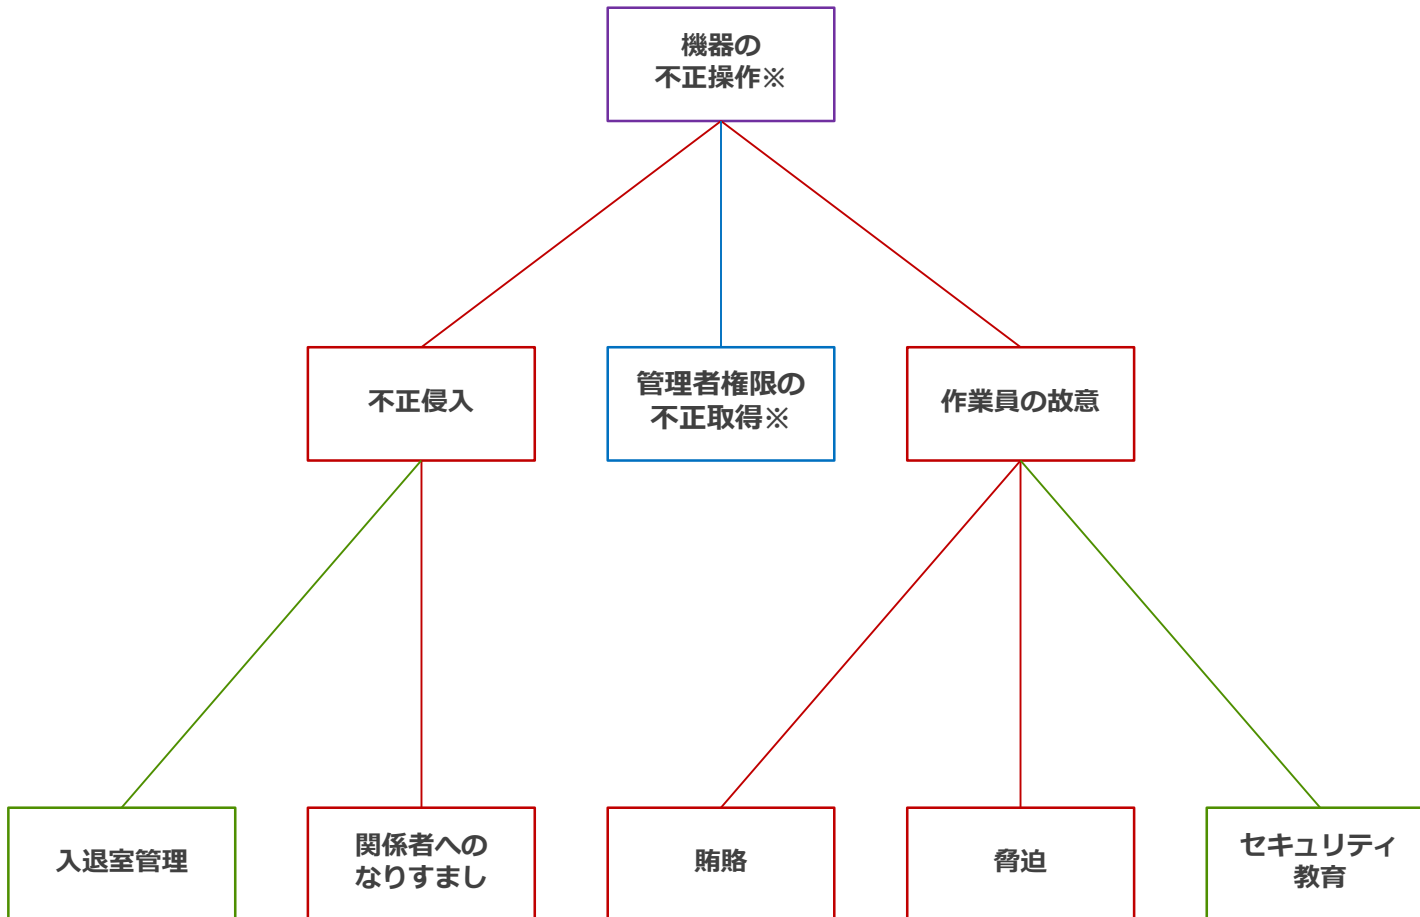 機器の
不正操作※
不正侵入
管理者権限の
不正取得※
作業員の故意
入退室管理
関係者への
なりすまし
賄賂
脅迫
セキュリティ
教育